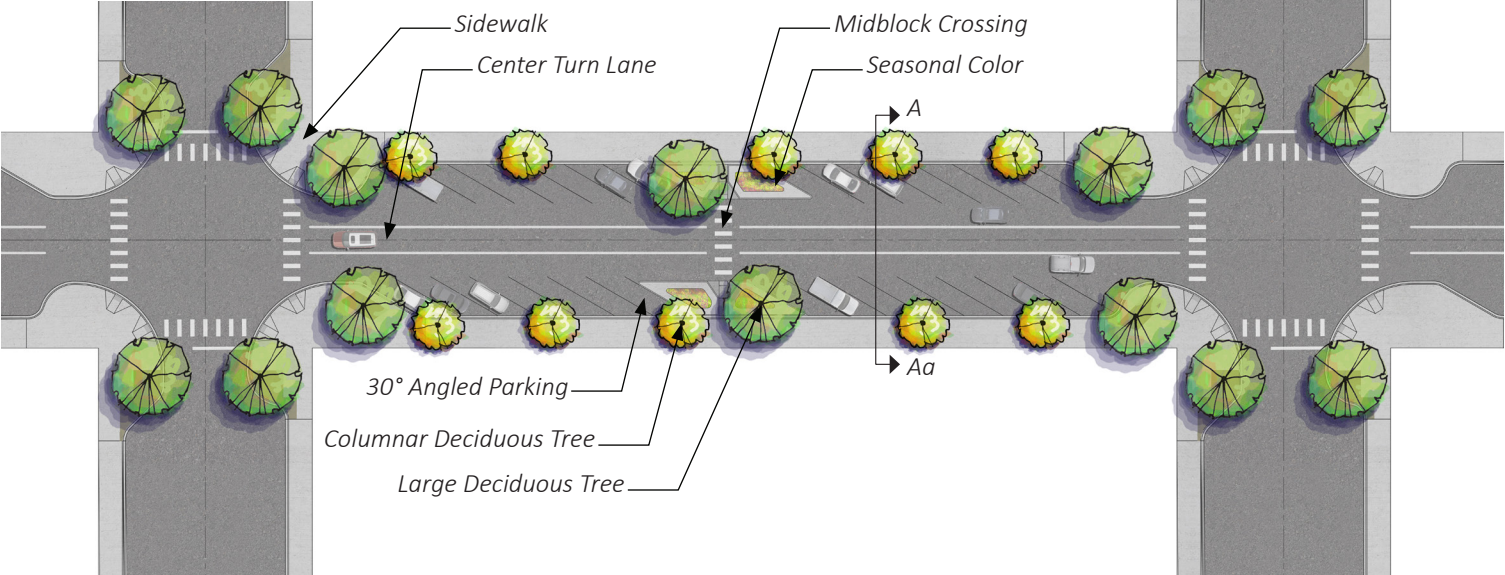 Sidewalk
Midblock Crossing
Center Turn Lane
Seasonal Color
A
Aa
30° Angled Parking
Columnar Deciduous Tree
Large Deciduous Tree